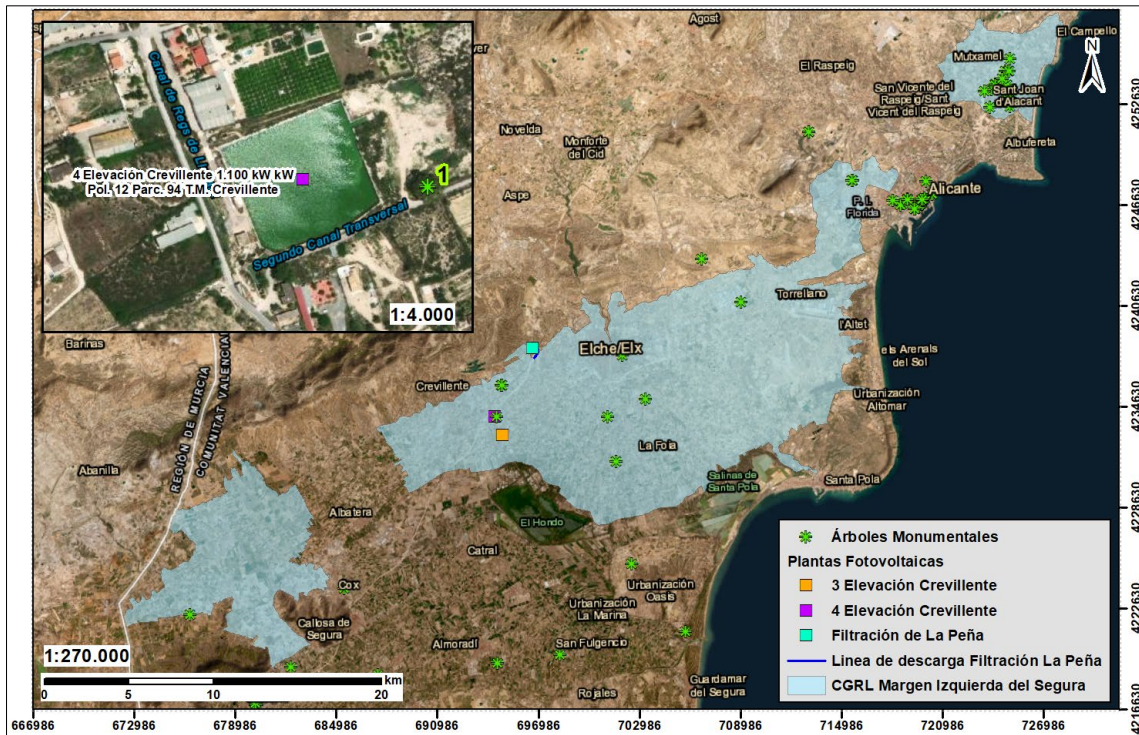 Canal de Regs de L
4 Elevación Crevillente 1.100 kW kW
Pol. 12 Parc. 94 T.M. Crevillente
1
Segundo Canal Transversal
1:4.000
Agost
El Campello
Mutxamel
N
El Raspeig
San Vicente del
Raspeig/Sant
Vicent del Raspeig
Sant Joan
d'Alacant
Albufereta
Novelda
Monforte
del Cid
Aspe
Alicante
P. I.
Florida
Torrellano
l'Altet
els Arenals
del Sol
Elche/Elx
Barinas
Crevillente
Urbanización
Altomar
REGIÓN DE MURCIA
COMUNITAT VALENCIANA
Abanilla
La Foia
Salinas de
Santa Pola
Santa Pola
Albatera
El Hondo
Catral
Cox
Urbanización
Oasis
Urbanización
La Marina
Callosa de
Segura
Almoradí
San Fulgencio
Rojales
Guardamar
del Segura
1:270.000
km
0 5 10 20
Árboles Monumentales
Plantas Fotovoltaicas
3 Elevación Crevillente
4 Elevación Crevillente
Filtración de La Peña
Linea de descarga Filtración La Peña
CGRL Margen Izquierda del Segura
4252630
4246630
4240630
4234630
4228630
4222630
4216630
666986 672986 678986 684986 690986 696986 702986 708986 714986 720986 726986